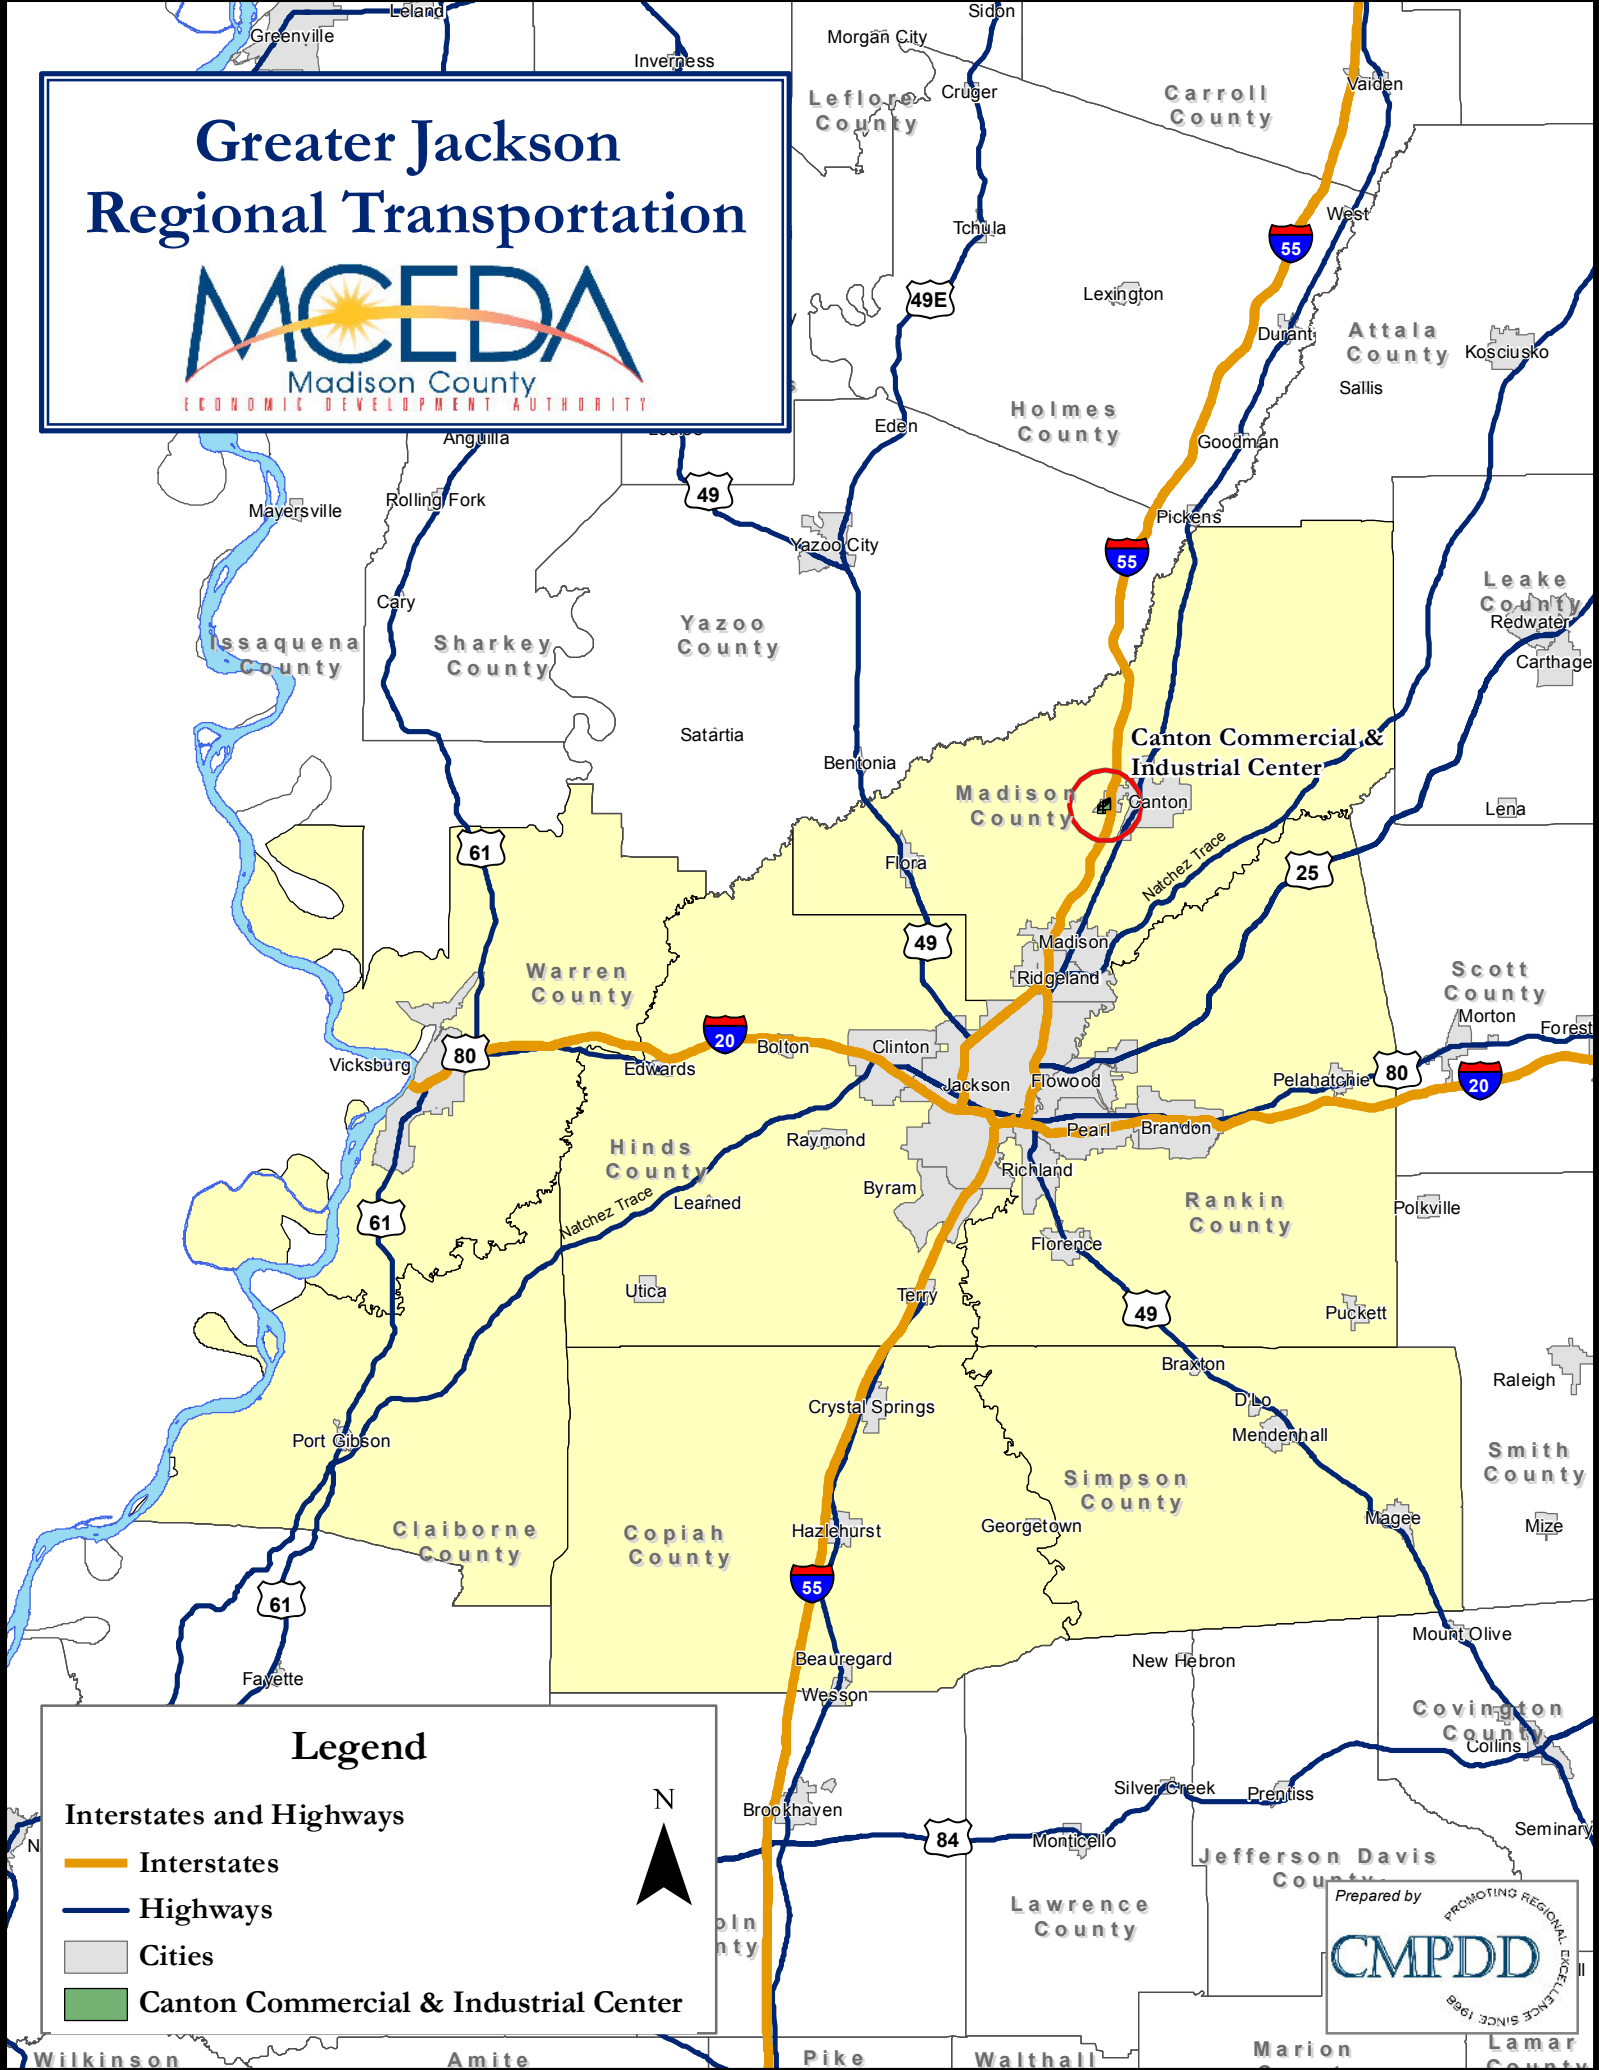 Leland
Greenville
Inverness
Morgan City
Sidon
Cruger
Leflore
County
Carroll
County
Vaiden
Greater Jackson
Regional Transportation
MCEDA
Madison County
ECONOMIC DEVELOPMENT AUTHORITY
Tchula
West
55
49E
Lexington
Durant
Attala
County
Kosciusko
Sallis
Holmes
County
Eden
Goodman
Anguilla
Rolling Fork
Mayersville
49
Yazoo City
Pickens
55
Leake
County
Redwater
Carthage
Cary
Issaquena
County
Sharkey
County
Yazoo
County
Satartia
Bentonia
Canton Commercial &
Industrial Center
Madison
County
Canton
Lena
Flora
61
Natchez Trace
25
49
Madison
Ridgeland
Warren
County
Scott
County
Morton
Forest
20
Bolton
Clinton
80
Vicksburg
Edwards
Jackson
Flowood
Pelahatchie
80
20
Pearl
Brandon
Raymond
Hinds
County
Richland
Byram
Learned
Natchez Trace
Rankin
County
Polkville
61
Florence
Utica
Terry
49
Puckett
Braxton
Raleigh
Crystal Springs
D'Lo
Mendenhall
Port Gibson
Smith
County
Simpson
County
Claiborne
County
Copiah
County
Hazlehurst
Georgetown
Magee
Mize
55
61
Mount Olive
Beauregard
New Hebron
Fayette
Wesson
Covington
County
Collins
Legend
Interstates and Highways
Interstates
Highways
Cities
Canton Commercial & Industrial Center
N
Silver Creek
Prentiss
Brookhaven
84
Monticello
Seminary
Jefferson Davis
County
Lawrence
County
Prepared by
CMPDD
PROMOTING REGIONAL EXCELLENCE SINCE 1968
Wilkinson
Amite
Pike
Walthall
Marion
Lamar
County